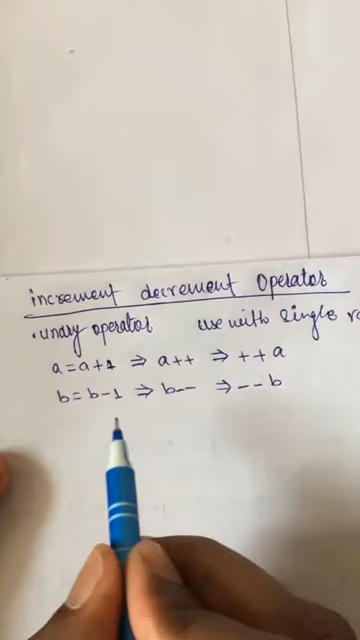 increment decrement Operator
. unary operator use with single
a = a + 1 ⇒ a++ ⇒ ++a
b = b - 1 ⇒ b-- ⇒ --b